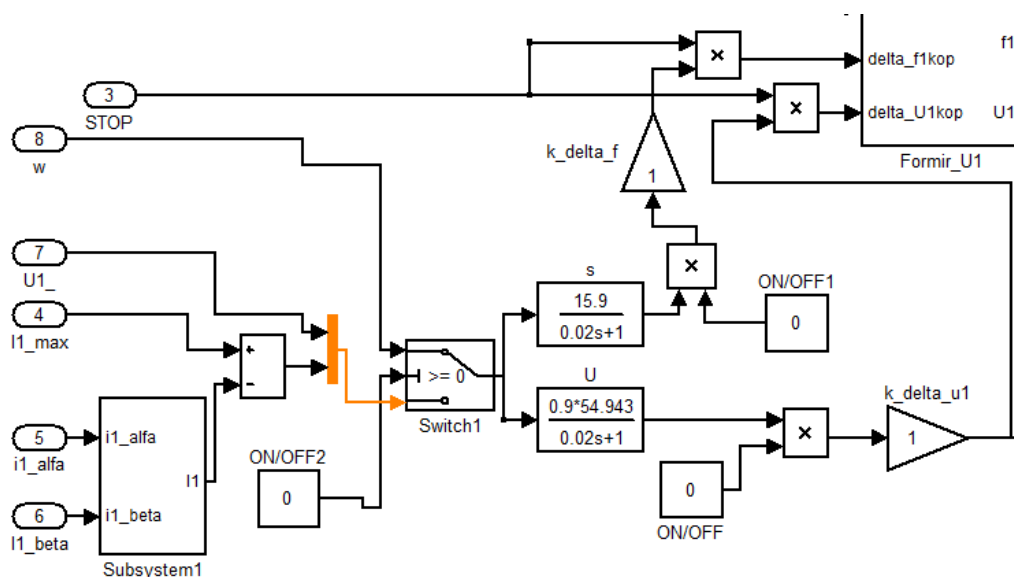 f1
delta_f1kop
3
STOP
delta_U1kop
U1
8
w
k_delta_f
1
Formir_U1
7
U1_
4
I1_max
s
15.9
0.02s+1
ON/OFF1
0
+
-
>= 0
Switch1
U
0.9*54.943
0.02s+1
k_delta_u1
1
5
i1_alfa
i1_alfa
I1
ON/OFF2
0
0
ON/OFF
6
I1_beta
i1_beta
Subsystem1